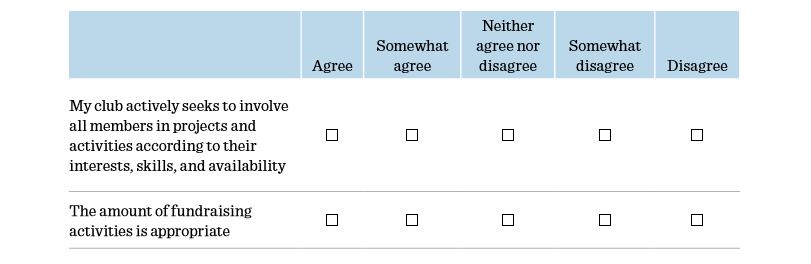 Agree
Somewhat
agree
Neither
agree nor
disagree
Somewhat
disagree
Disagree
My club actively seeks to involve
all members in projects and
activities according to their
interests, skills, and availability
The amount of fundraising
activities is appropriate